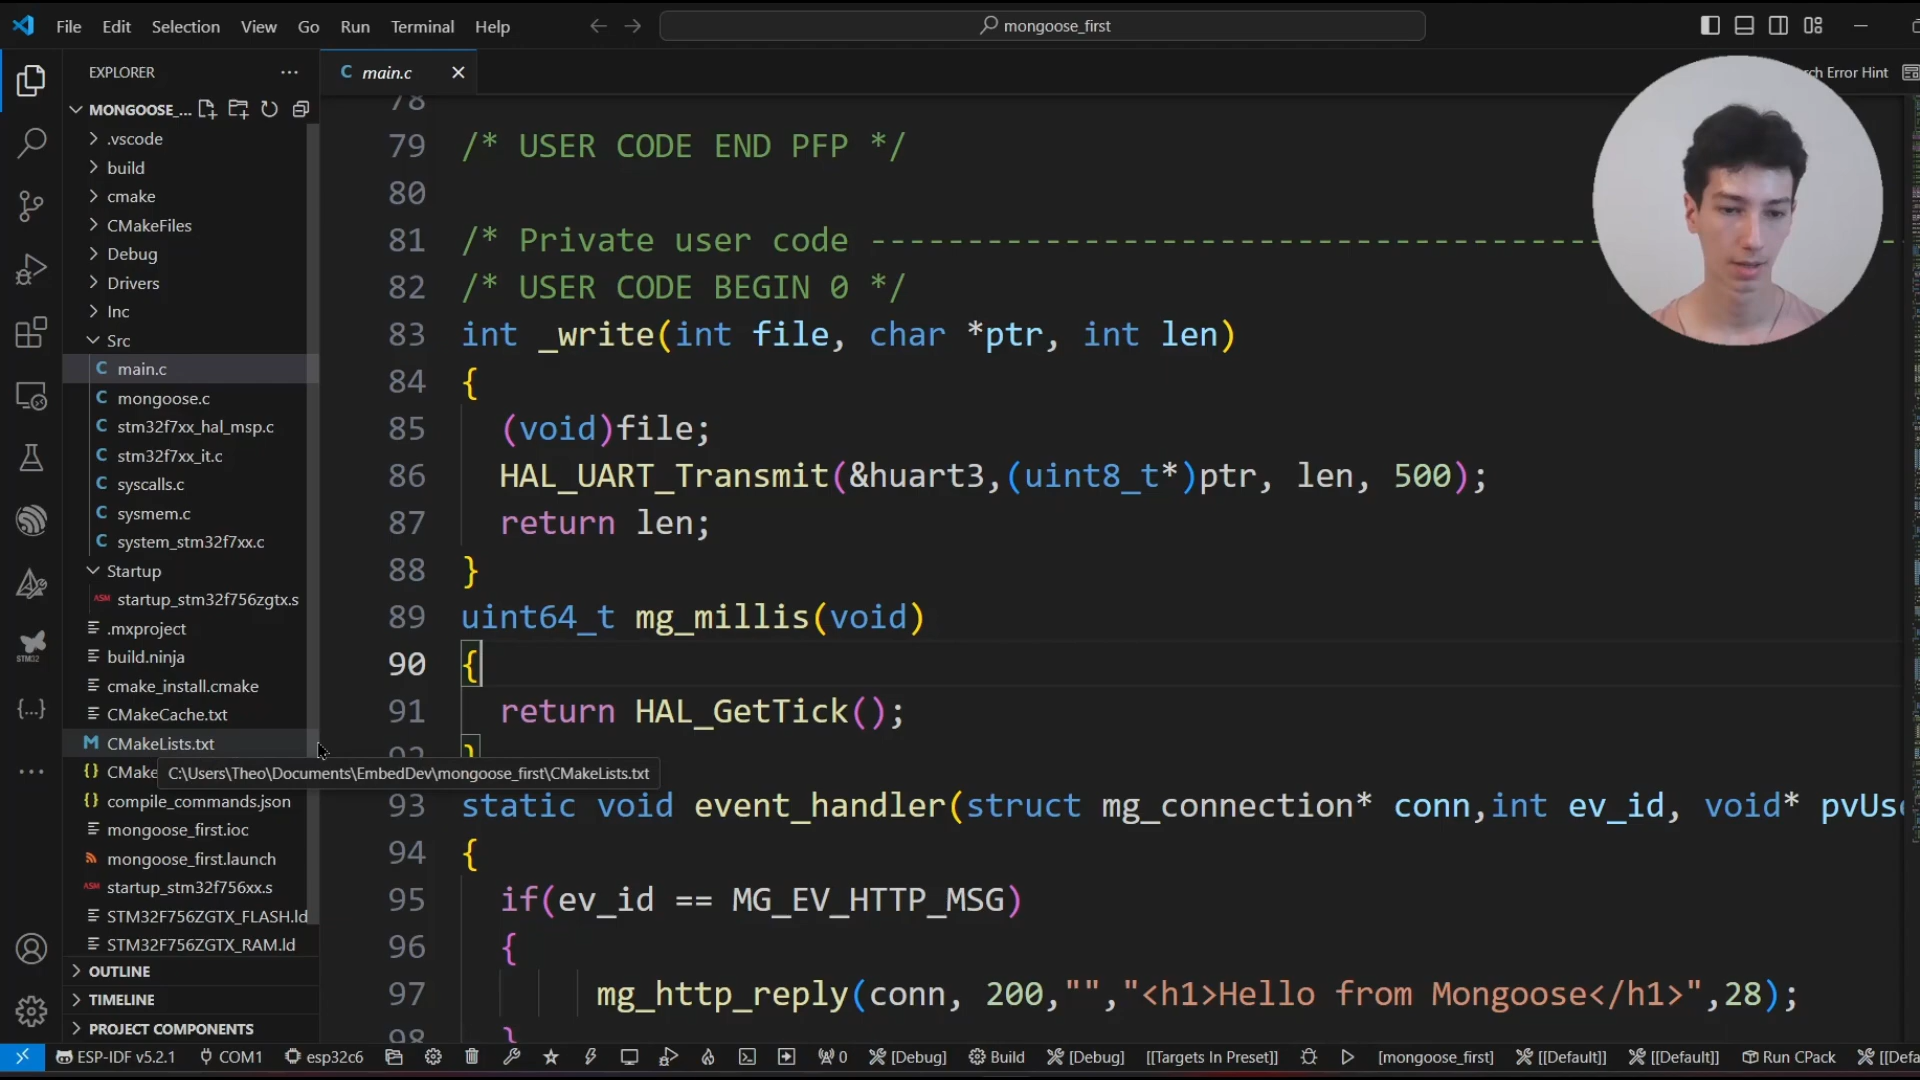 File Edit Selection View Go Run Terminal Help
mongoose_first
EXPLORER
MONGOOSE_...
.vscode
build
cmake
CMakeFiles
Debug
Drivers
Inc
Src
main.c
mongoose.c
stm32f7xx_hal_msp.c
stm32f7xx_it.c
syscalls.c
sysmem.c
system_stm32f7xx.c
Startup
startup_stm32f756zgtx.s
.mxproject
build.ninja
cmake_install.cmake
CMakeCache.txt
CMakeLists.txt
CMake
C:\Users\Theo\Documents\EmbedDev\mongoose_first\CMakeLists.txt
compile_commands.json
mongoose_first.ioc
mongoose_first.launch
startup_stm32f756xx.s
STM32F756ZGTX_FLASH.ld
STM32F756ZGTX_RAM.ld
OUTLINE
TIMELINE
PROJECT COMPONENTS
STM32
main.c
Error Hint
78
79 /* USER CODE END PFP */
80
81 /* Private user code -------------------------------------
82 /* USER CODE BEGIN 0 */
83 int _write(int file, char *ptr, int len)
84 {
85 (void)file;
86 HAL_UART_Transmit(&huart3,(uint8_t*)ptr, len, 500);
87 return len;
88 }
89 uint64_t mg_millis(void)
90 {
91 return HAL_GetTick();
92 }
93 static void event_handler(struct mg_connection* conn,int ev_id, void* pvUs
94 {
95 if(ev_id == MG_EV_HTTP_MSG)
96 {
97 mg_http_reply(conn, 200,"","<h1>Hello from Mongoose</h1>",28);
98 }
ESP-IDF v5.2.1 COM1 esp32c6 0 [Debug] Build [Debug] [[Targets In Preset]] [mongoose_first] [[Default]] [[Default]] Run CPack [[Defa